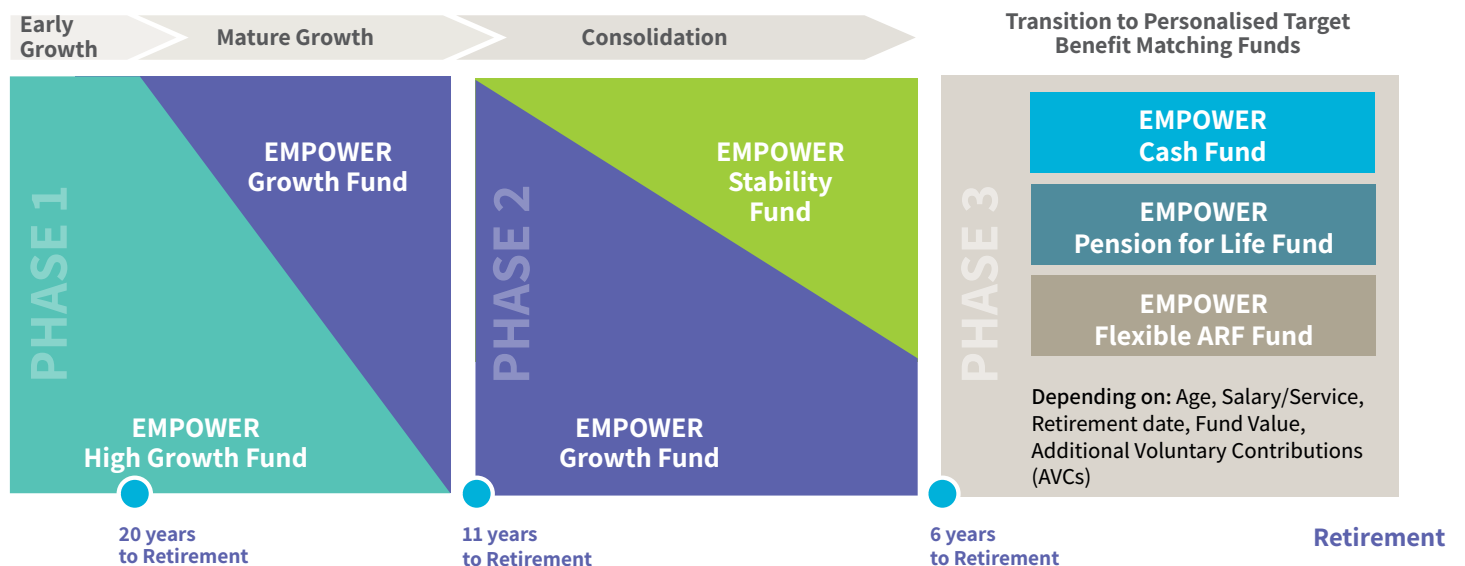 Early
Growth
Mature Growth
Consolidation
Transition to Personalised Target
Benefit Matching Funds
PHASE 1
EMPOWER
Growth Fund
EMPOWER
High Growth Fund
PHASE 2
EMPOWER
Stability
Fund
EMPOWER
Growth Fund
PHASE 3
EMPOWER
Cash Fund
EMPOWER
Pension for Life Fund
EMPOWER
Flexible ARF Fund
Depending on: Age, Salary/Service,
Retirement date, Fund Value,
Additional Voluntary Contributions
(AVCs)
20 years
to Retirement
11 years
to Retirement
6 years
to Retirement
Retirement